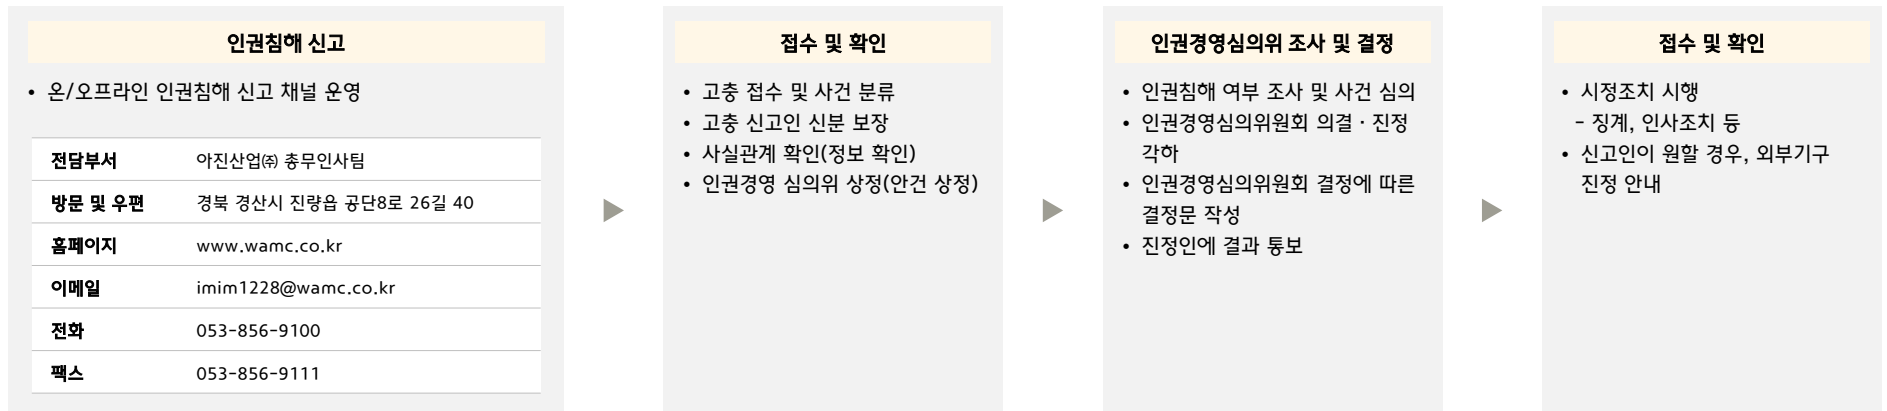 인권침해 신고
• 온/오프라인 인권침해 신고 채널 운영
전담부서 아진산업㈜ 총무인사팀
방문 및 우편 경북 경산시 진량읍 공단8로 26길 40
홈페이지 www.wamc.co.kr
이메일 imim1228@wamc.co.kr
전화 053-856-9100
팩스 053-856-9111
접수 및 확인
• 고충 접수 및 사건 분류
• 고충 신고인 신분 보장
• 사실관계 확인(정보 확인)
• 인권경영 심의위 상정(안건 상정)
인권경영심의위 조사 및 결정
• 인권침해 여부 조사 및 사건 심의
• 인권경영심의위원회 의결 · 진정
각하
• 인권경영심의위원회 결정에 따른
결정문 작성
• 진정인에 결과 통보
접수 및 확인
• 시정조치 시행
- 징계, 인사조치 등
• 신고인이 원할 경우, 외부기구
진정 안내